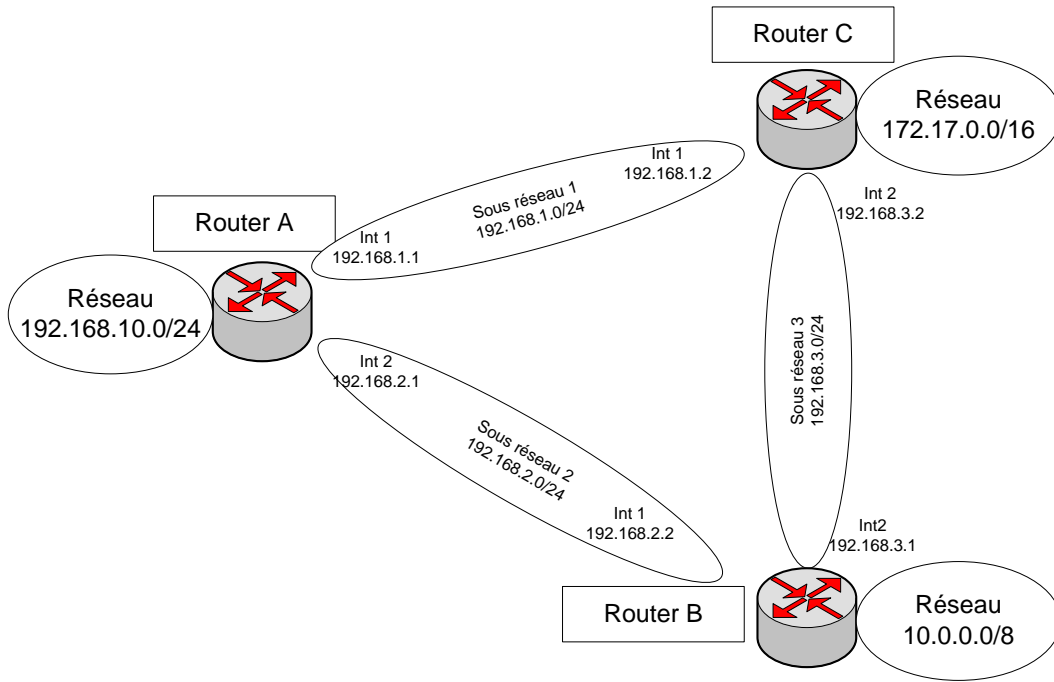 Router C
Réseau
172.17.0.0/16
Int 1
192.168.1.2
Sous réseau 1
192.168.1.0/24
Int 2
192.168.3.2
Router A
Int 1
192.168.1.1
Réseau
192.168.10.0/24
Int 2
192.168.2.1
Sous réseau 3
192.168.3.0/24
Sous réseau 2
192.168.2.0/24
Int 1
192.168.2.2
Int2
192.168.3.1
Router B
Réseau
10.0.0.0/8